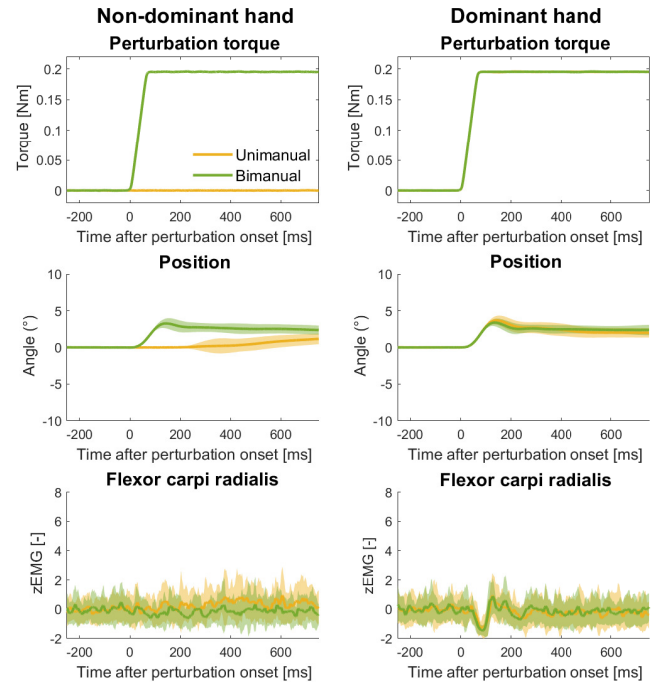 Non-dominant hand
Dominant hand
Perturbation torque
Perturbation torque
Torque [Nm]
0.2
0.15
0.1
0.05
0
Unimanual
Bimanual
-200 0 200 400 600
Time after perturbation onset [ms]
Torque [Nm]
0.2
0.15
0.1
0.05
0
-200 0 200 400 600
Time after perturbation onset [ms]
Position
Position
Angle (°)
10
5
0
-5
-10
-200 0 200 400 600
Time after perturbation onset [ms]
Angle (°)
10
5
0
-5
-10
-200 0 200 400 600
Time after perturbation onset [ms]
Flexor carpi radialis
Flexor carpi radialis
zEMG [-]
8
6
4
2
0
-2
-200 0 200 400 600
Time after perturbation onset [ms]
zEMG [-]
8
6
4
2
0
-2
-200 0 200 400 600
Time after perturbation onset [ms]